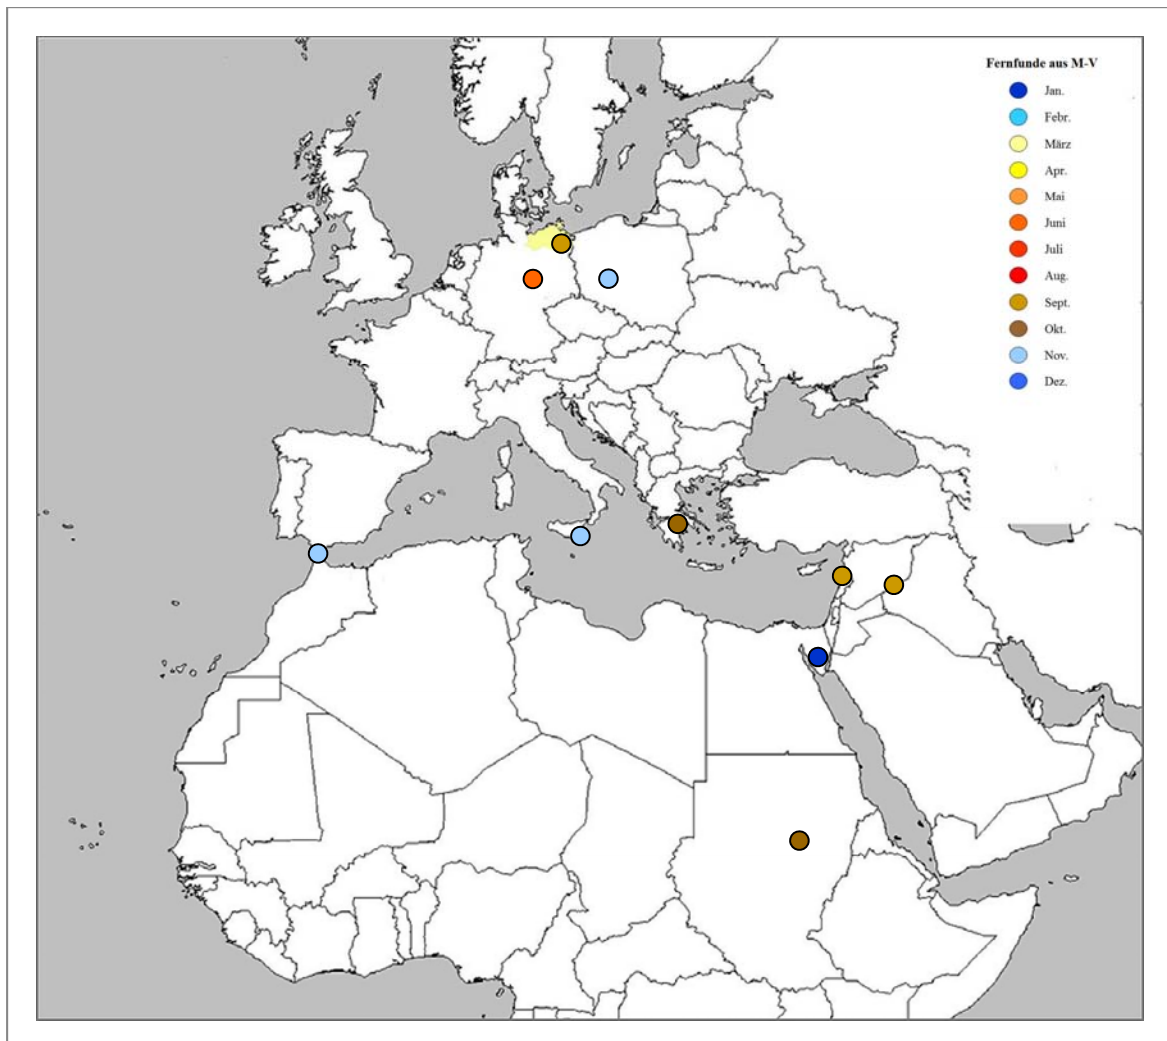 Fernfunde aus M-V
Jan.
Febr.
März
Apr.
Mai
Juni
Juli
Aug.
Sept.
Okt.
Nov.
Dez.